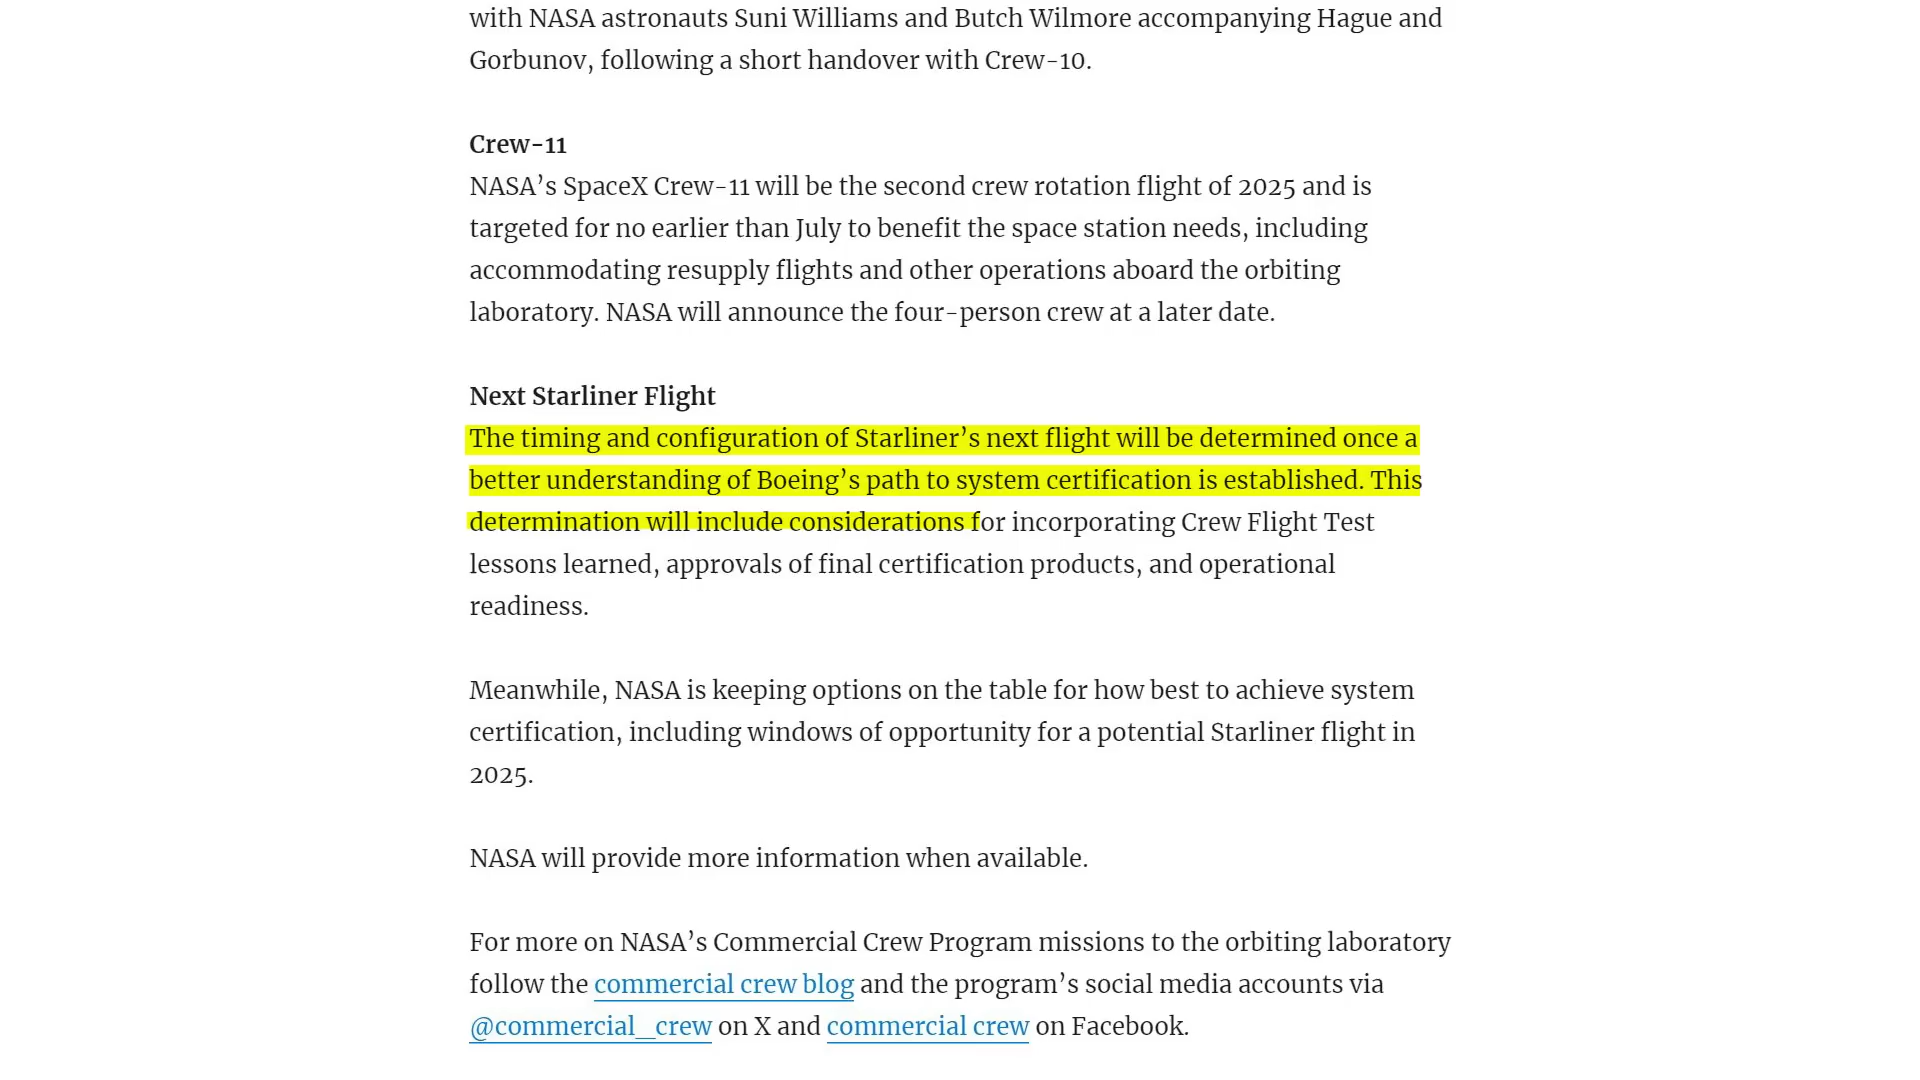 with NASA astronauts Suni Williams and Butch Wilmore accompanying Hague and
Gorbunov, following a short handover with Crew-10.
Crew-11
NASA’s SpaceX Crew-11 will be the second crew rotation flight of 2025 and is
targeted for no earlier than July to benefit the space station needs, including
accommodating resupply flights and other operations aboard the orbiting
laboratory. NASA will announce the four-person crew at a later date.
Next Starliner Flight
The timing and configuration of Starliner’s next flight will be determined once a
better understanding of Boeing’s path to system certification is established. This
determination will include considerations for incorporating Crew Flight Test
lessons learned, approvals of final certification products, and operational
readiness.
Meanwhile, NASA is keeping options on the table for how best to achieve system
certification, including windows of opportunity for a potential Starliner flight in
2025.
NASA will provide more information when available.
For more on NASA’s Commercial Crew Program missions to the orbiting laboratory
follow the commercial crew blog and the program’s social media accounts via
@commercial_crew on X and commercial crew on Facebook.